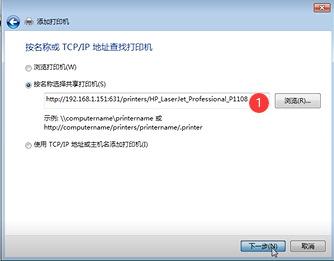 添加打印机
按名称或 TCP/IP 地址查找打印机
浏览打印机(W)
按名称选择共享打印机(S)
http://192.168.1.151:631/printers/HP_LaserJet_Professional_P1108
1
浏览(R)...
示例: \\computername\printername 或
http://computername/printers/printername/.printer
使用 TCP/IP 地址或主机名添加打印机(I)
下一步(N)
取消